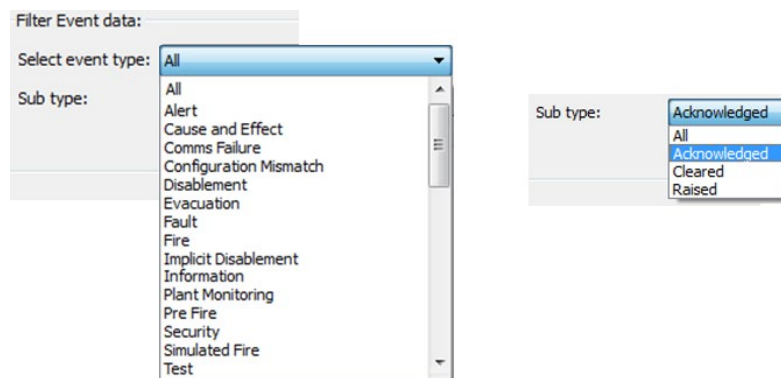 Filter Event data:
Select event type: All
Sub type:
All
Alert
Cause and Effect
Comms Failure
Configuration Mismatch
Disablement
Evacuation
Fault
Fire
Implicit Disablement
Information
Plant Monitoring
Pre Fire
Security
Simulated Fire
Test
Sub type: Acknowledged
All
Acknowledged
Cleared
Raised